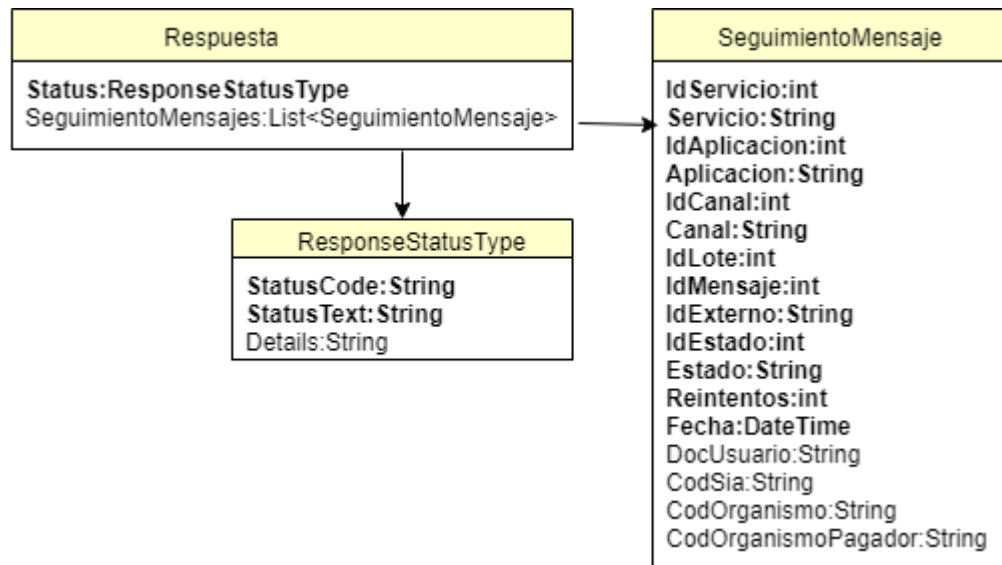 Respuesta
Status:ResponseStatusType
SeguimientoMensajes:List<SeguimientoMensaje>
ResponseStatusType
StatusCode:String
StatusText:String
Details:String
SeguimientoMensaje
IdServicio:int
Servicio:String
IdAplicacion:int
Aplicacion:String
IdCanal:int
Canal:String
IdLote:int
IdMensaje:int
IdExterno:String
IdEstado:int
Estado:String
Reintentos:int
Fecha:DateTime
DocUsuario:String
CodSia:String
CodOrganismo:String
CodOrganismoPagador:String